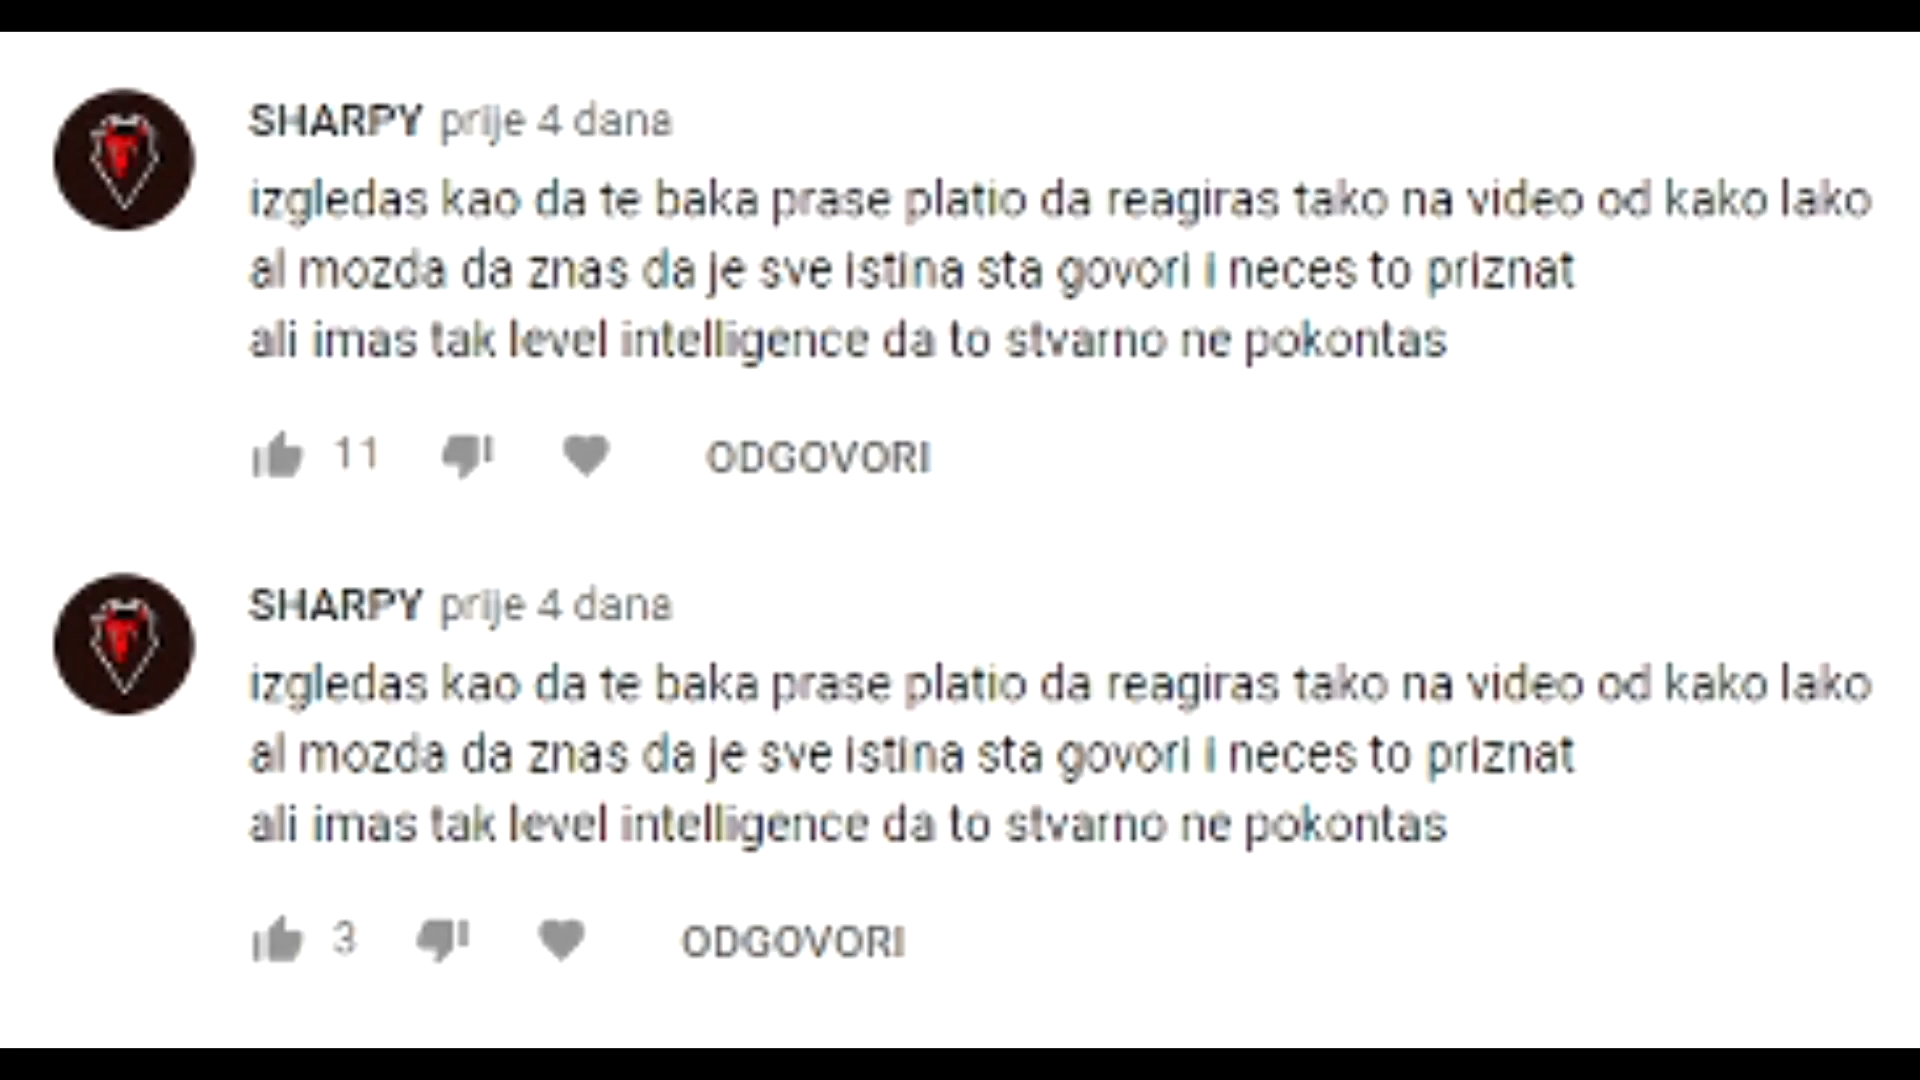 SHARPY prije 4 dana
izgledas kao da te baka prase platio da reagiras tako na video od kako lako
al mozda da znas da je sve istina sta govori i neces to priznat
ali imas tak level intelligence da to stvarno ne pokontas
11 ODGOVORI
SHARPY prije 4 dana
izgledas kao da te baka prase platio da reagiras tako na video od kako lako
al mozda da znas da je sve istina sta govori i neces to priznat
ali imas tak level intelligence da to stvarno ne pokontas
3 ODGOVORI